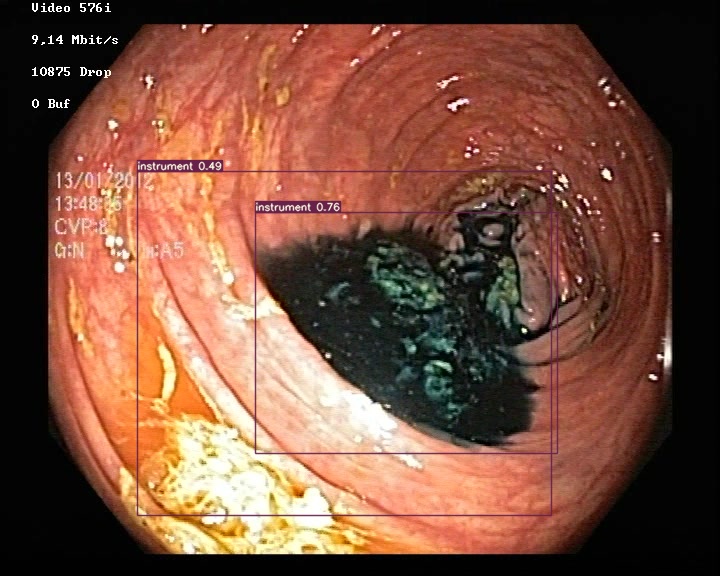 Video 576i
9,14 Mbit/s
10875 Drop
0 Buf
instrument 0.49
13/01/2012
instrument 0.76
CVP:8
G:N
:A5